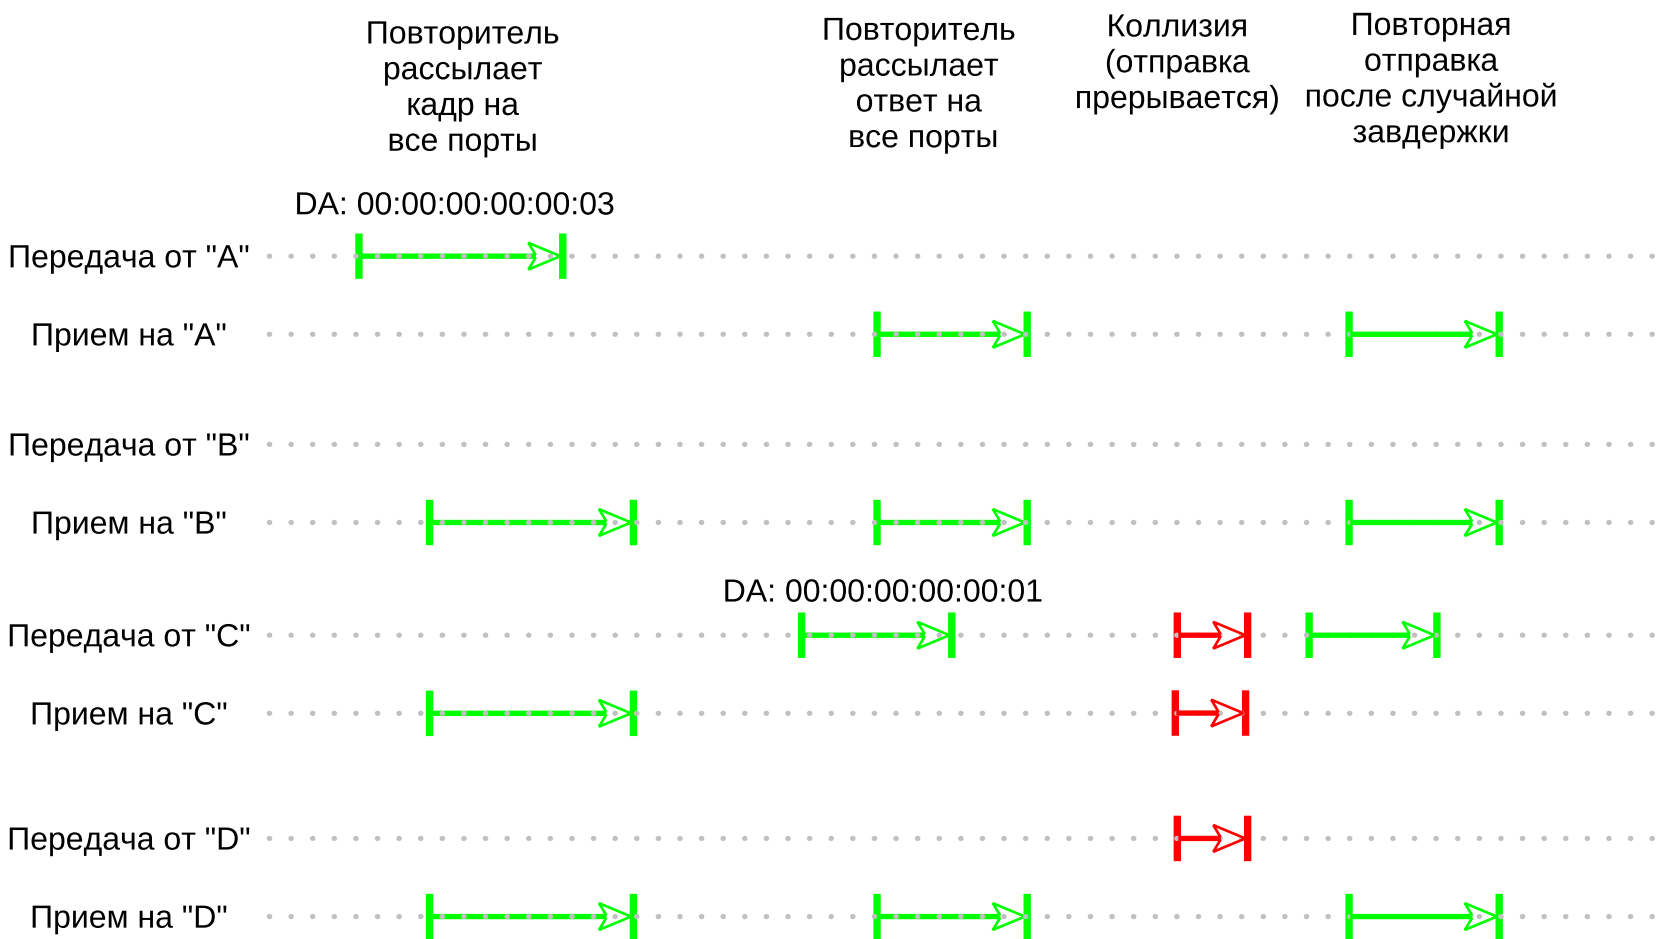 Повторитель
рассылает
кадр на
все порты
Повторитель
рассылает
ответ на
все порты
Коллизия
(отправка
прерывается)
Повторная
отправка
после случайной
завдержки
DA: 00:00:00:00:00:03
Передача от "A"
Прием на "A"
Передача от "B"
Прием на "B"
DA: 00:00:00:00:00:01
Передача от "C"
Прием на "C"
Передача от "D"
Прием на "D"